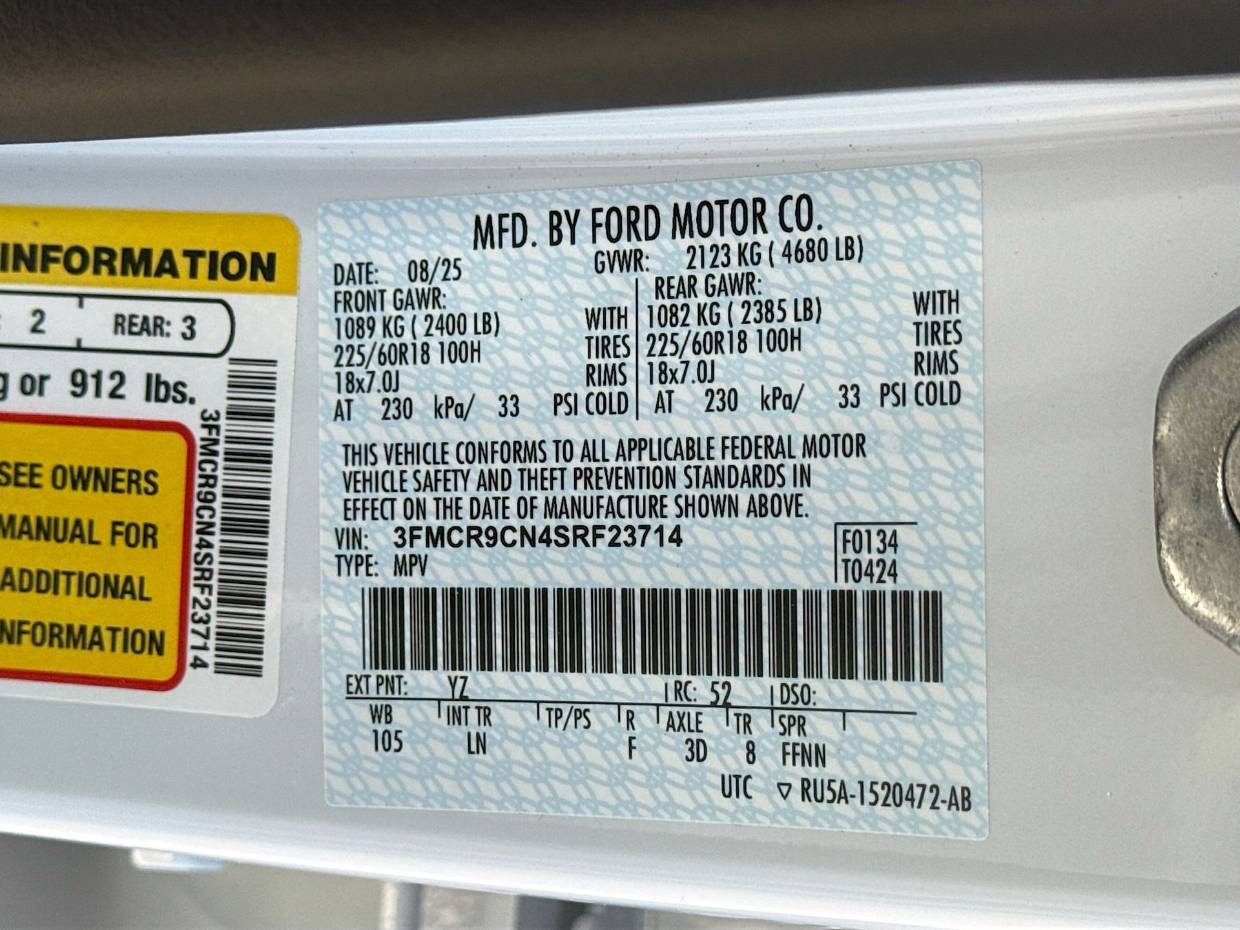 INFORMATION
: 2 REAR: 3
g or 912 lbs.
SEE OWNERS
MANUAL FOR
ADDITIONAL
NFORMATION
3FMCR9CN4SRF23714
MFD. BY FORD MOTOR CO.
DATE: 08/25 GVWR: 2123 KG ( 4680 LB)
FRONT GAWR: REAR GAWR:
1089 KG ( 2400 LB) WITH 1082 KG ( 2385 LB) WITH
225/60R18 100H TIRES 225/60R18 100H TIRES
18x7.0J RIMS 18x7.0J RIMS
AT 230 kPa/ 33 PSI COLD AT 230 kPa/ 33 PSI COLD
THIS VEHICLE CONFORMS TO ALL APPLICABLE FEDERAL MOTOR
VEHICLE SAFETY AND THEFT PREVENTION STANDARDS IN
EFFECT ON THE DATE OF MANUFACTURE SHOWN ABOVE.
VIN: 3FMCR9CN4SRF23714 F0134
TYPE: MPV T0424
EXT PNT: YZ RC: 52 DSO:
WB INT TR TP/PS R AXLE TR SPR
105 LN F 3D 8 FFNN
UTC ▽ RU5A-1520472-AB